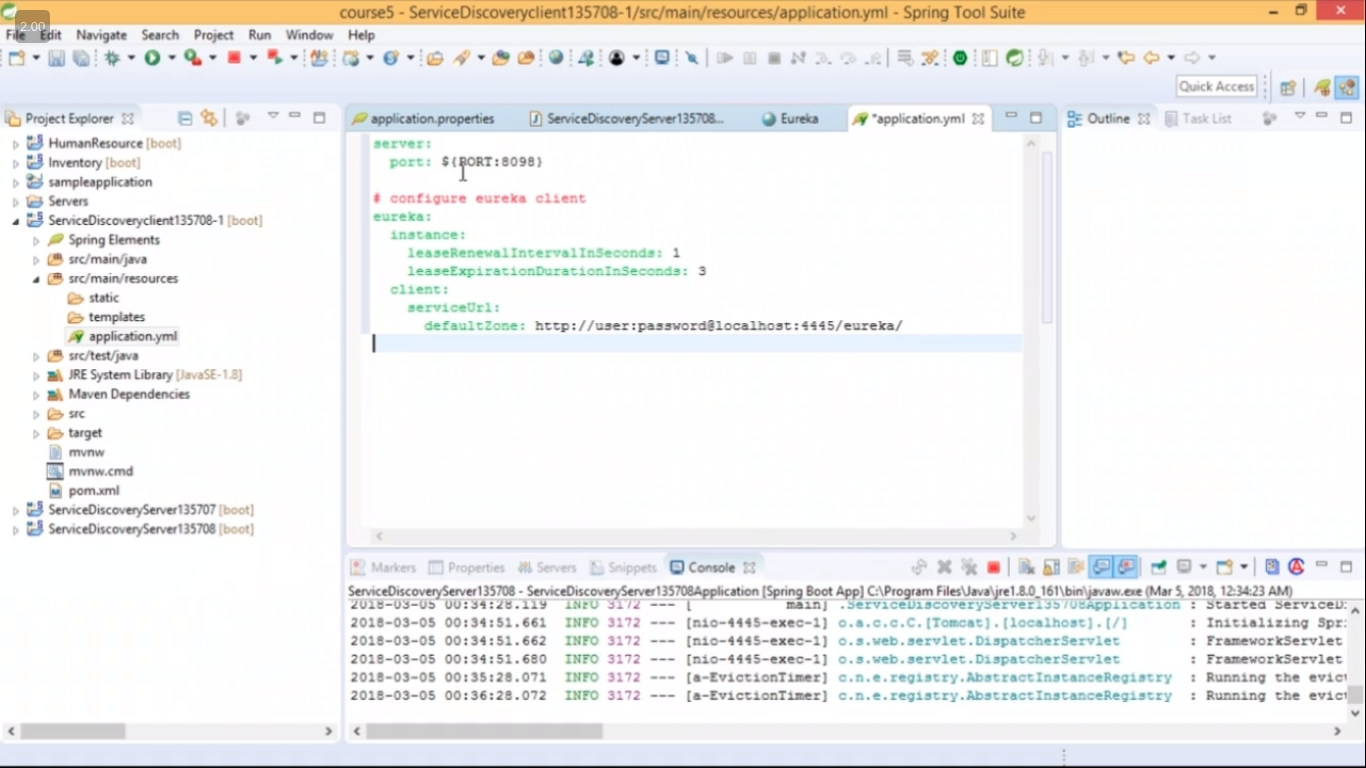 course5 - ServiceDiscoveryclient135708-1/src/main/resources/application.yml - Spring Tool Suite
2.00
File Edit Navigate Search Project Run Window Help
Quick Access
Project Explorer
HumanResource [boot]
Inventory [boot]
sampleapplication
Servers
ServiceDiscoveryclient135708-1 [boot]
Spring Elements
src/main/java
src/main/resources
static
templates
application.yml
src/test/java
JRE System Library [JavaSE-1.8]
Maven Dependencies
src
target
mvnw
mvnw.cmd
pom.xml
ServiceDiscoveryServer135707 [boot]
ServiceDiscoveryServer135708 [boot]
application.properties ServiceDiscoveryServer135708... Eureka *application.yml
server:
port: ${PORT:8098}
# configure eureka client
eureka:
instance:
leaseRenewalIntervalInSeconds: 1
leaseExpirationDurationInSeconds: 3
client:
serviceUrl:
defaultZone: http://user:password@localhost:4445/eureka/
Outline Task List
Markers Properties Servers Snippets Console
ServiceDiscoveryServer135708 - ServiceDiscoveryServer135708Application [Spring Boot App] C:\Program Files\Java\jre1.8.0_161\bin\javaw.exe (Mar 5, 2018, 12:34:23 AM)
2018-03-05 00:34:28.119 INFO 3172 --- [ main] .ServiceDiscoveryServer135708Application : Started ServiceD:
2018-03-05 00:34:51.661 INFO 3172 --- [nio-4445-exec-1] o.a.c.c.C.[Tomcat].[localhost].[/] : Initializing Spr:
2018-03-05 00:34:51.662 INFO 3172 --- [nio-4445-exec-1] o.s.web.servlet.DispatcherServlet : FrameworkServlet
2018-03-05 00:34:51.680 INFO 3172 --- [nio-4445-exec-1] o.s.web.servlet.DispatcherServlet : FrameworkServlet
2018-03-05 00:35:28.071 INFO 3172 --- [a-EvictionTimer] c.n.e.registry.AbstractInstanceRegistry : Running the evic
2018-03-05 00:36:28.072 INFO 3172 --- [a-EvictionTimer] c.n.e.registry.AbstractInstanceRegistry : Running the evic